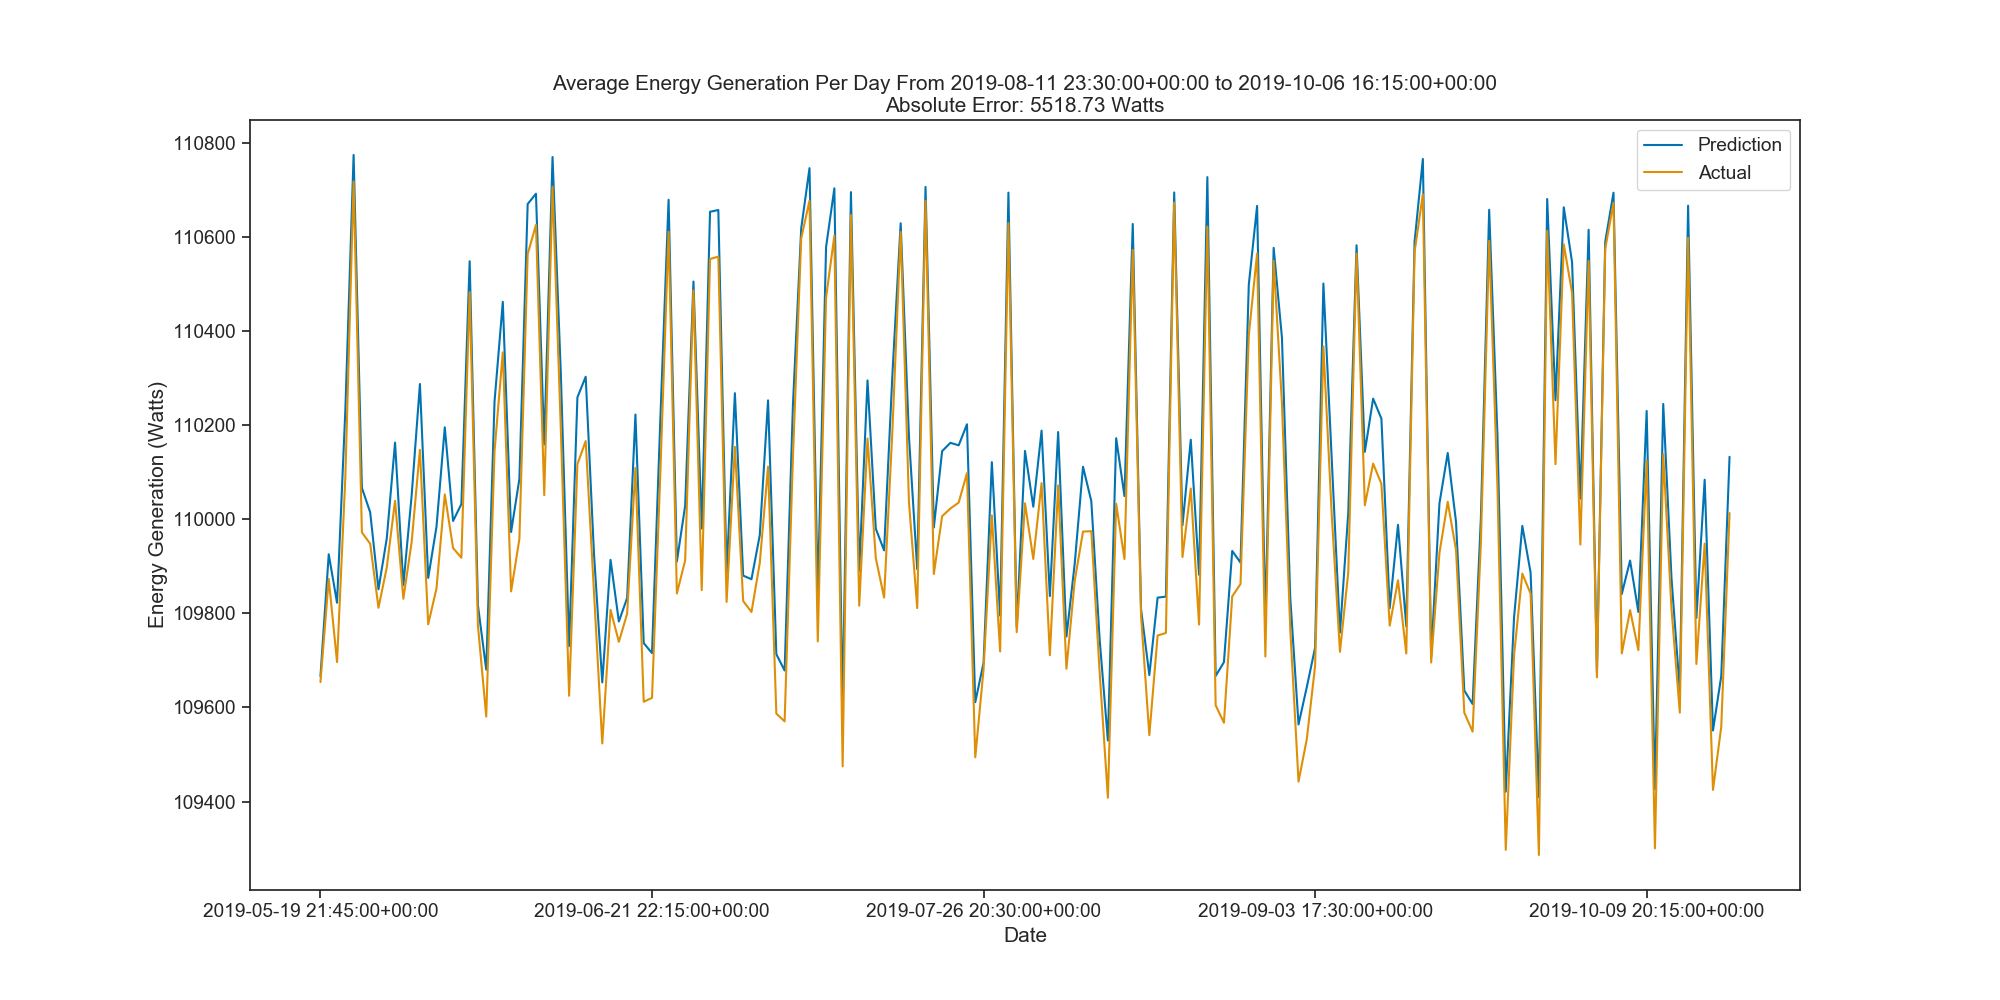 Average Energy Generation Per Day From 2019-08-11 23:30:00+00:00 to 2019-10-06 16:15:00+00:00
Absolute Error: 5518.73 Watts
Prediction
Actual
Energy Generation (Watts)
110800
110600
110400
110200
110000
109800
109600
109400
2019-05-19 21:45:00+00:00
2019-06-21 22:15:00+00:00
2019-07-26 20:30:00+00:00
2019-09-03 17:30:00+00:00
2019-10-09 20:15:00+00:00
Date